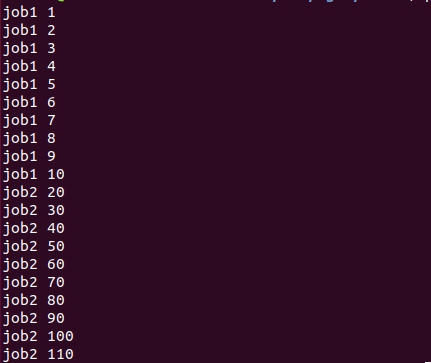 job1 1
job1 2
job1 3
job1 4
job1 5
job1 6
job1 7
job1 8
job1 9
job1 10
job2 20
job2 30
job2 40
job2 50
job2 60
job2 70
job2 80
job2 90
job2 100
job2 110